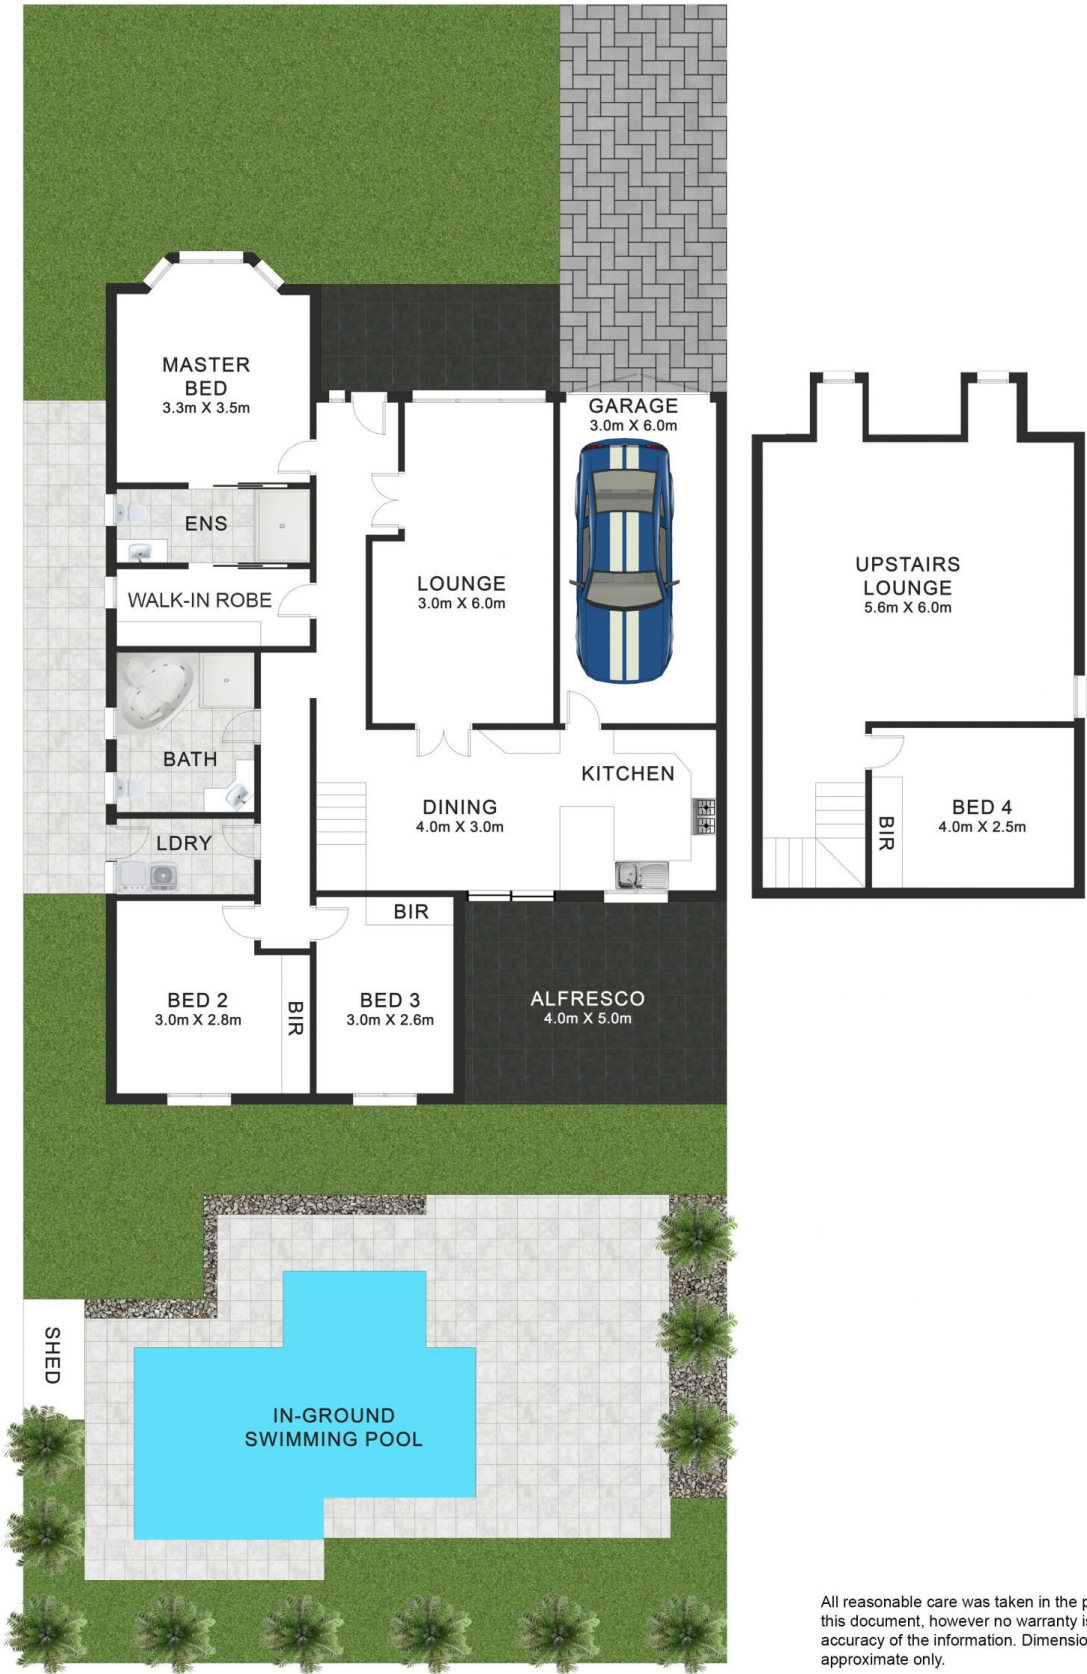 MASTER
BED
3.3m X 3.5m
GARAGE
3.0m X 6.0m
ENS
WALK-IN ROBE
LOUNGE
3.0m X 6.0m
UPSTAIRS
LOUNGE
5.6m X 6.0m
BATH
KITCHEN
DINING
4.0m X 3.0m
LDRY
BIR
BED 4
4.0m X 2.5m
BIR
BED 2
3.0m X 2.8m
BIR
BED 3
3.0m X 2.6m
ALFRESCO
4.0m X 5.0m
SHED
IN-GROUND
SWIMMING POOL
All reasonable care was taken in the
this document, however no warranty
accuracy of the information.
approximate only.